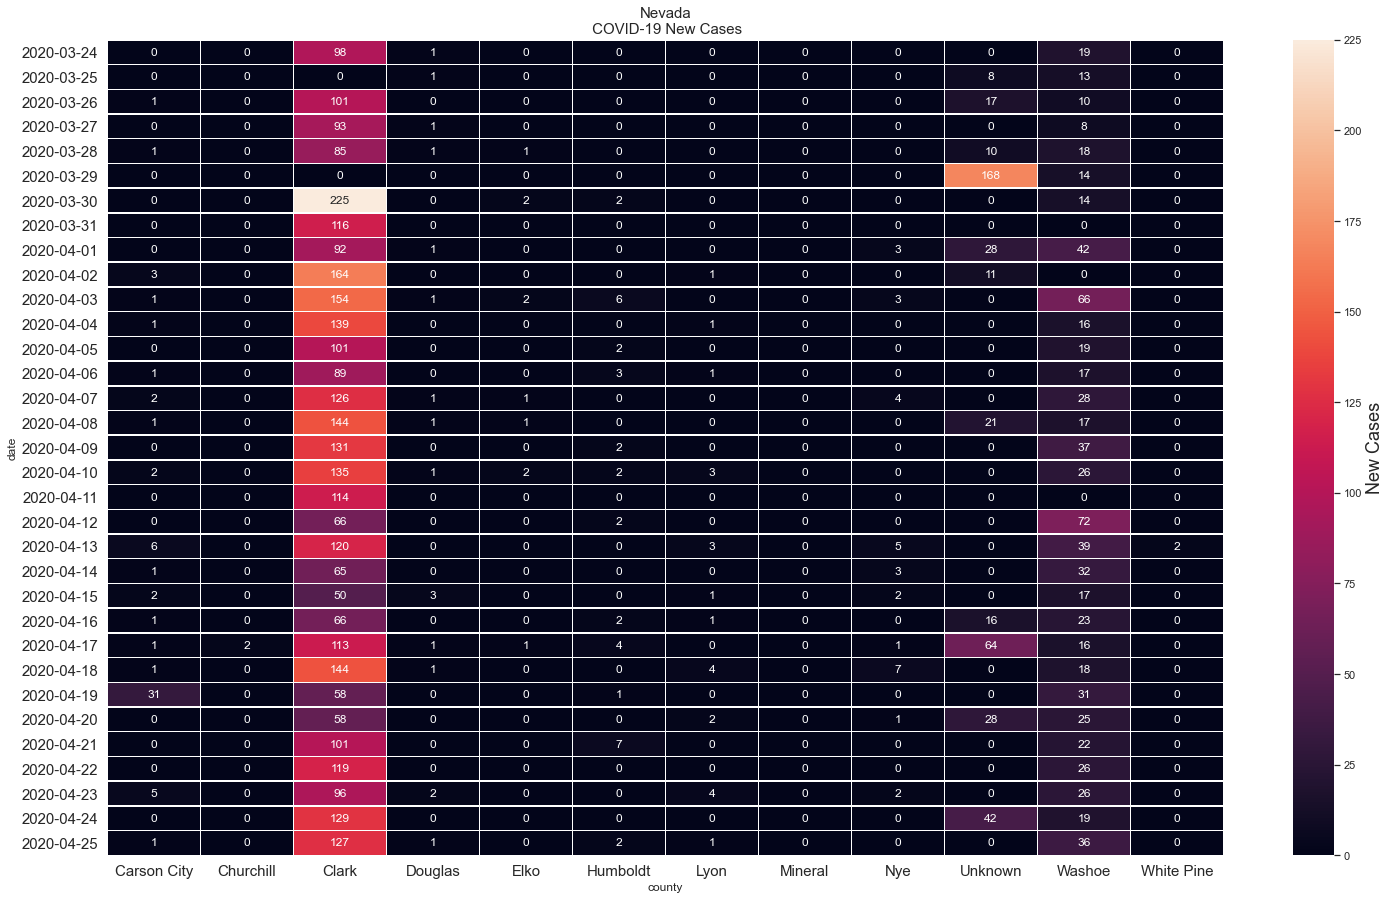 Nevada
COVID-19 New Cases
2020-03-24 0 0 98 1 0 0 0 0 0 0 19 0
2020-03-25 0 0 0 1 0 0 0 0 0 8 13 0
2020-03-26 1 0 101 0 0 0 0 0 0 17 10 0
2020-03-27 0 0 93 1 0 0 0 0 0 0 8 0
2020-03-28 1 0 85 1 1 0 0 0 0 10 18 0
2020-03-29 0 0 0 0 0 0 0 0 0 168 14 0
2020-03-30 0 0 225 0 2 2 0 0 0 0 14 0
2020-03-31 0 0 116 0 0 0 0 0 0 0 0 0
2020-04-01 0 0 92 1 0 0 0 0 3 28 42 0
2020-04-02 3 0 164 0 0 0 1 0 0 11 0 0
2020-04-03 1 0 154 1 2 6 0 0 3 0 66 0
2020-04-04 1 0 139 0 0 0 1 0 0 0 16 0
2020-04-05 0 0 101 0 0 2 0 0 0 0 19 0
2020-04-06 1 0 89 0 0 3 1 0 0 0 17 0
2020-04-07 2 0 126 1 1 0 0 0 4 0 28 0
2020-04-08 1 0 144 1 1 0 0 0 0 21 17 0
2020-04-09 0 0 131 0 0 2 0 0 0 0 37 0
2020-04-10 2 0 135 1 2 2 3 0 0 0 26 0
2020-04-11 0 0 114 0 0 0 0 0 0 0 0 0
2020-04-12 0 0 66 0 0 2 0 0 0 0 72 0
2020-04-13 6 0 120 0 0 0 3 0 5 0 39 2
2020-04-14 1 0 65 0 0 0 0 0 3 0 32 0
2020-04-15 2 0 50 3 0 0 1 0 2 0 17 0
2020-04-16 1 0 66 0 0 2 1 0 0 16 23 0
2020-04-17 1 2 113 1 1 4 0 0 1 64 16 0
2020-04-18 1 0 144 1 0 0 4 0 7 0 18 0
2020-04-19 31 0 58 0 0 1 0 0 0 0 31 0
2020-04-20 0 0 58 0 0 0 2 0 1 28 25 0
2020-04-21 0 0 101 0 0 7 0 0 0 0 22 0
2020-04-22 0 0 119 0 0 0 0 0 0 0 26 0
2020-04-23 5 0 96 2 0 0 4 0 2 0 26 0
2020-04-24 0 0 129 0 0 0 0 0 0 42 19 0
2020-04-25 1 0 127 1 0 2 1 0 0 0 36 0
Carson City Churchill Clark Douglas Elko Humboldt Lyon Mineral Nye Unknown Washoe White Pine
county
date
225
200
175
150
125
100
75
50
25
0
New Cases